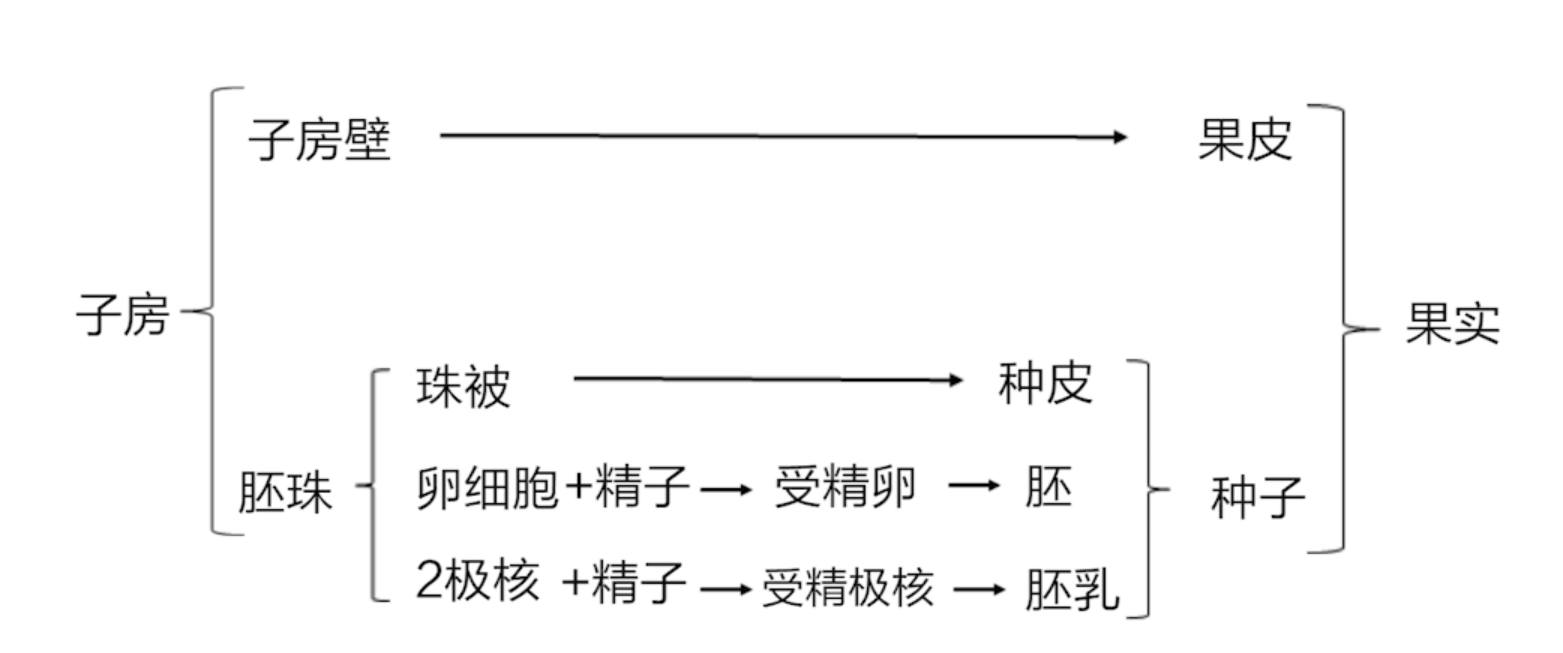 子房壁 果皮
子房 果实
珠被 种皮
胚珠 卵细胞+精子 受精卵 胚 种子
2极核 +精子 受精极核 胚乳